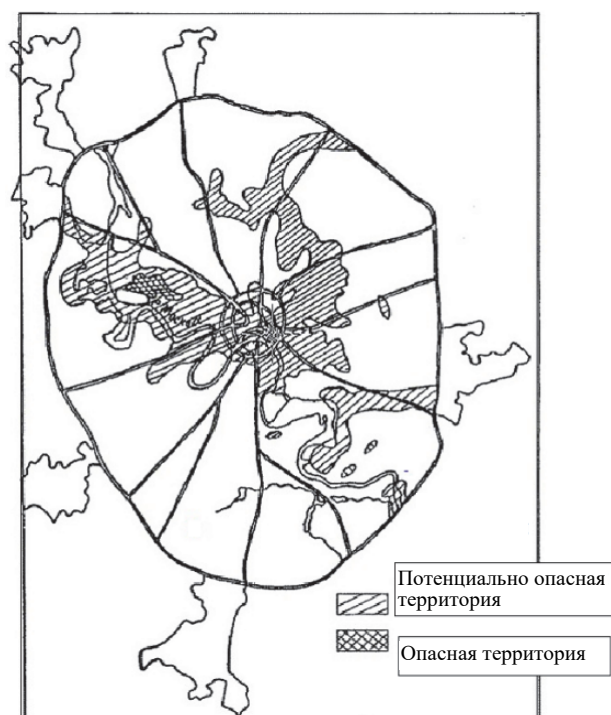 Потенциально опасная
территория
Опасная территория